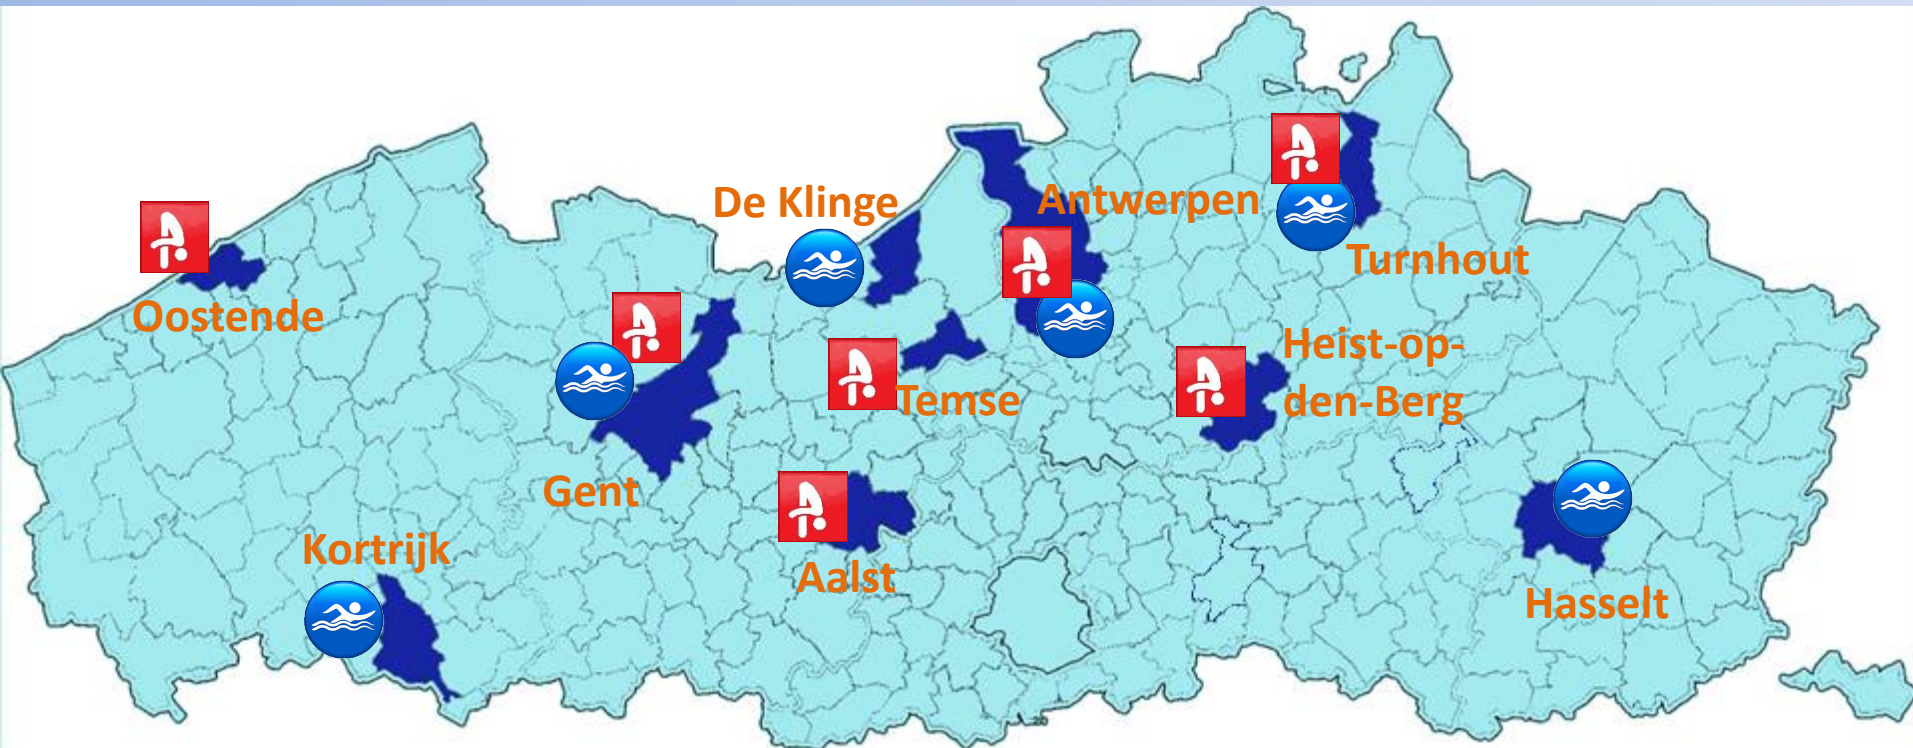 De Klinge
Antwerpen
Turnhout
Oostende
Heist-op-
den-Berg
Temse
Gent
Kortrijk
Aalst
Hasselt